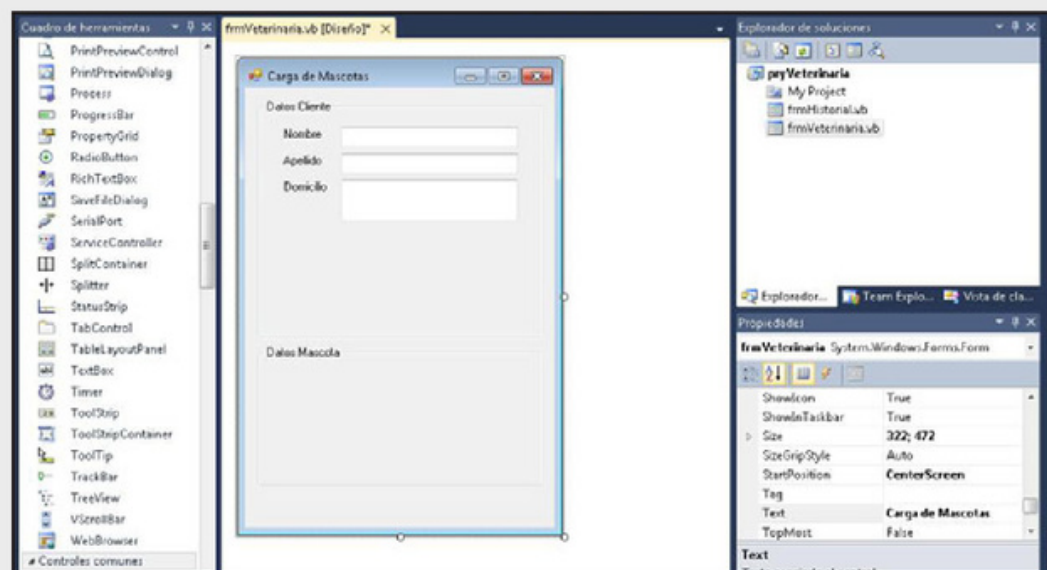 Cuadro de herramientas
PrintPreviewControl
PrintPreviewDialog
Process
ProgressBar
PropertyGrid
RadioButton
RichTextBox
SaveFileDialog
SerialPort
ServiceController
SplitContainer
Splitter
StatusStrip
TabControl
TableLayoutPanel
TextBox
Timer
ToolStrip
ToolStripContainer
ToolTip
TrackBar
TreeView
VScrollBar
WebBrowser
Controles comunes
frmVeterinaria.vb [Diseño]*
Carga de Mascotas
Datos Cliente
Nombre
Apellido
Domicilio
Datos Mascota
Explorador de soluciones
pryVeterinaria
My Project
frmHistorial.vb
frmVeterinaria.vb
Explorador... Team Explo... Vista de cla...
Propiedades
frmVeterinaria System.Windows.Forms.Form
ShowIcon True
ShowInTaskbar True
Size 322; 472
SizeGripStyle Auto
StartPosition CenterScreen
Tag
Text Carga de Mascotas
TopMost False
Text